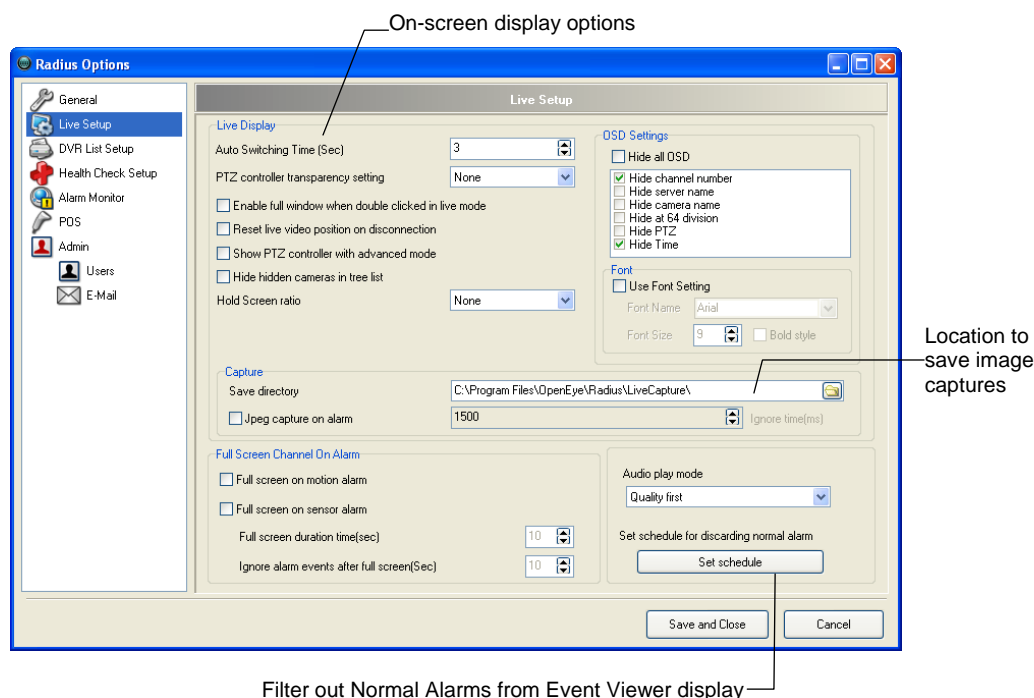 On-screen display options
Radius Options
General
Live Setup
DVR List Setup
Health Check Setup
Alarm Monitor
POS
Admin
Users
E-Mail
Live Setup
Live Display
Auto Switching Time (Sec) 3
PTZ controller transparency setting None
Enable full window when double clicked in live mode
Reset live video position on disconnection
Show PTZ controller with advanced mode
Hide hidden cameras in tree list
Hold Screen ratio None
OSD Settings
Hide all OSD
Hide channel number
Hide server name
Hide camera name
Hide at 64 division
Hide PTZ
Hide Time
Font
Use Font Setting
Font Name Arial
Font Size 9 Bold style
Location to
save image
captures
Capture
Save directory C:\Program Files\OpenEye\Radius\LiveCapture\
Jpeg capture on alarm 1500 Ignore time(ms)
Full Screen Channel On Alarm
Full screen on motion alarm
Full screen on sensor alarm
Full screen duration time(sec) 10
Ignore alarm events after full screen(Sec) 10
Audio play mode
Quality first
Set schedule for discarding normal alarm
Set schedule
Save and Close Cancel
Filter out Normal Alarms from Event Viewer display